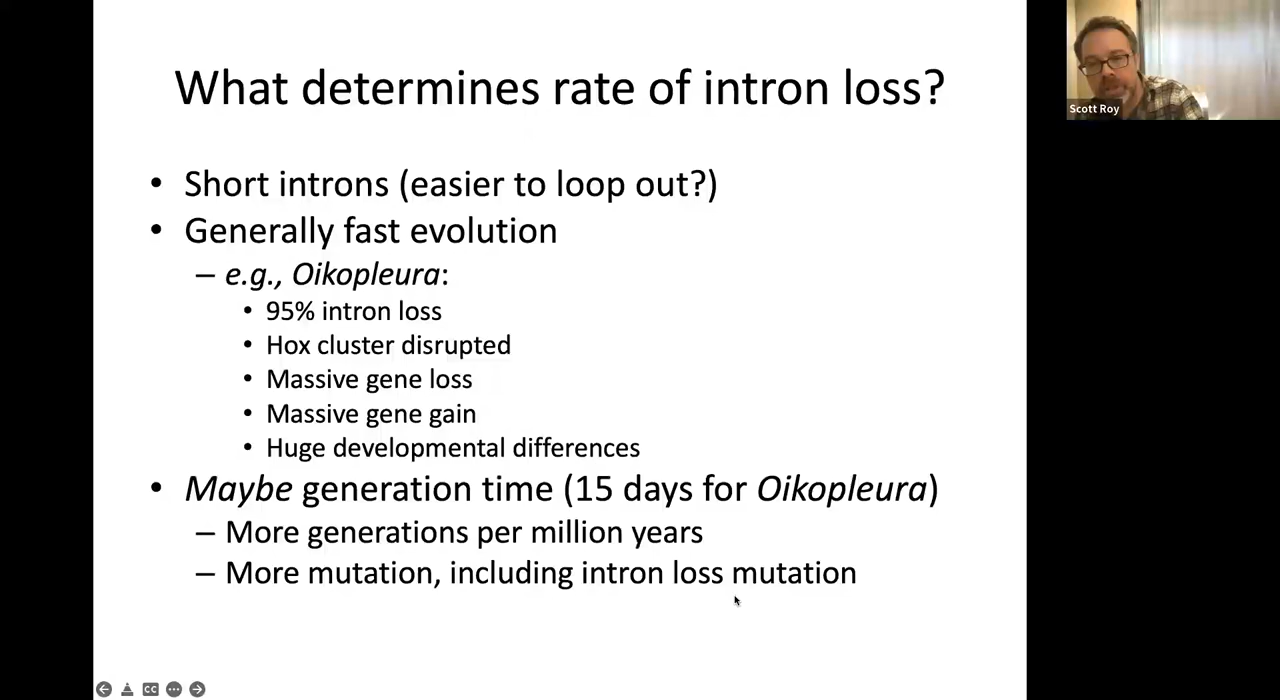 What determines rate of intron loss?
• Short introns (easier to loop out?)
• Generally fast evolution
– e.g., Oikopleura:
• 95% intron loss
• Hox cluster disrupted
• Massive gene loss
• Massive gene gain
• Huge developmental differences
• Maybe generation time (15 days for Oikopleura)
– More generations per million years
– More mutation, including intron loss mutation
Scott Roy
CC